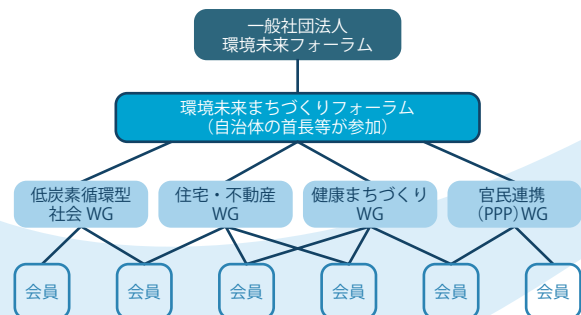 一般社団法人
環境未来フォーラム
環境未来まちづくりフォーラム
（自治体の首長等が参加）
低炭素循環型
社会 WG
住宅・不動産
WG
健康まちづくり
WG
官民連携
（PPP）WG
会員
会員
会員
会員
会員
会員